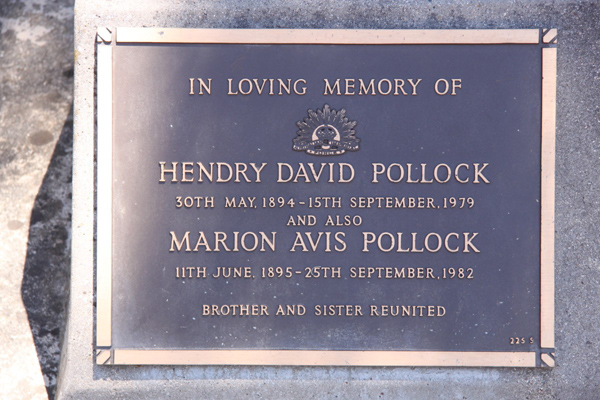 IN LOVING MEMORY OF
HENDRY DAVID POLLOCK
30TH MAY, 1894-15TH SEPTEMBER, 1979
AND ALSO
MARION AVIS POLLOCK
11TH JUNE, 1895-25TH SEPTEMBER, 1982
BROTHER AND SISTER REUNITED
225 S